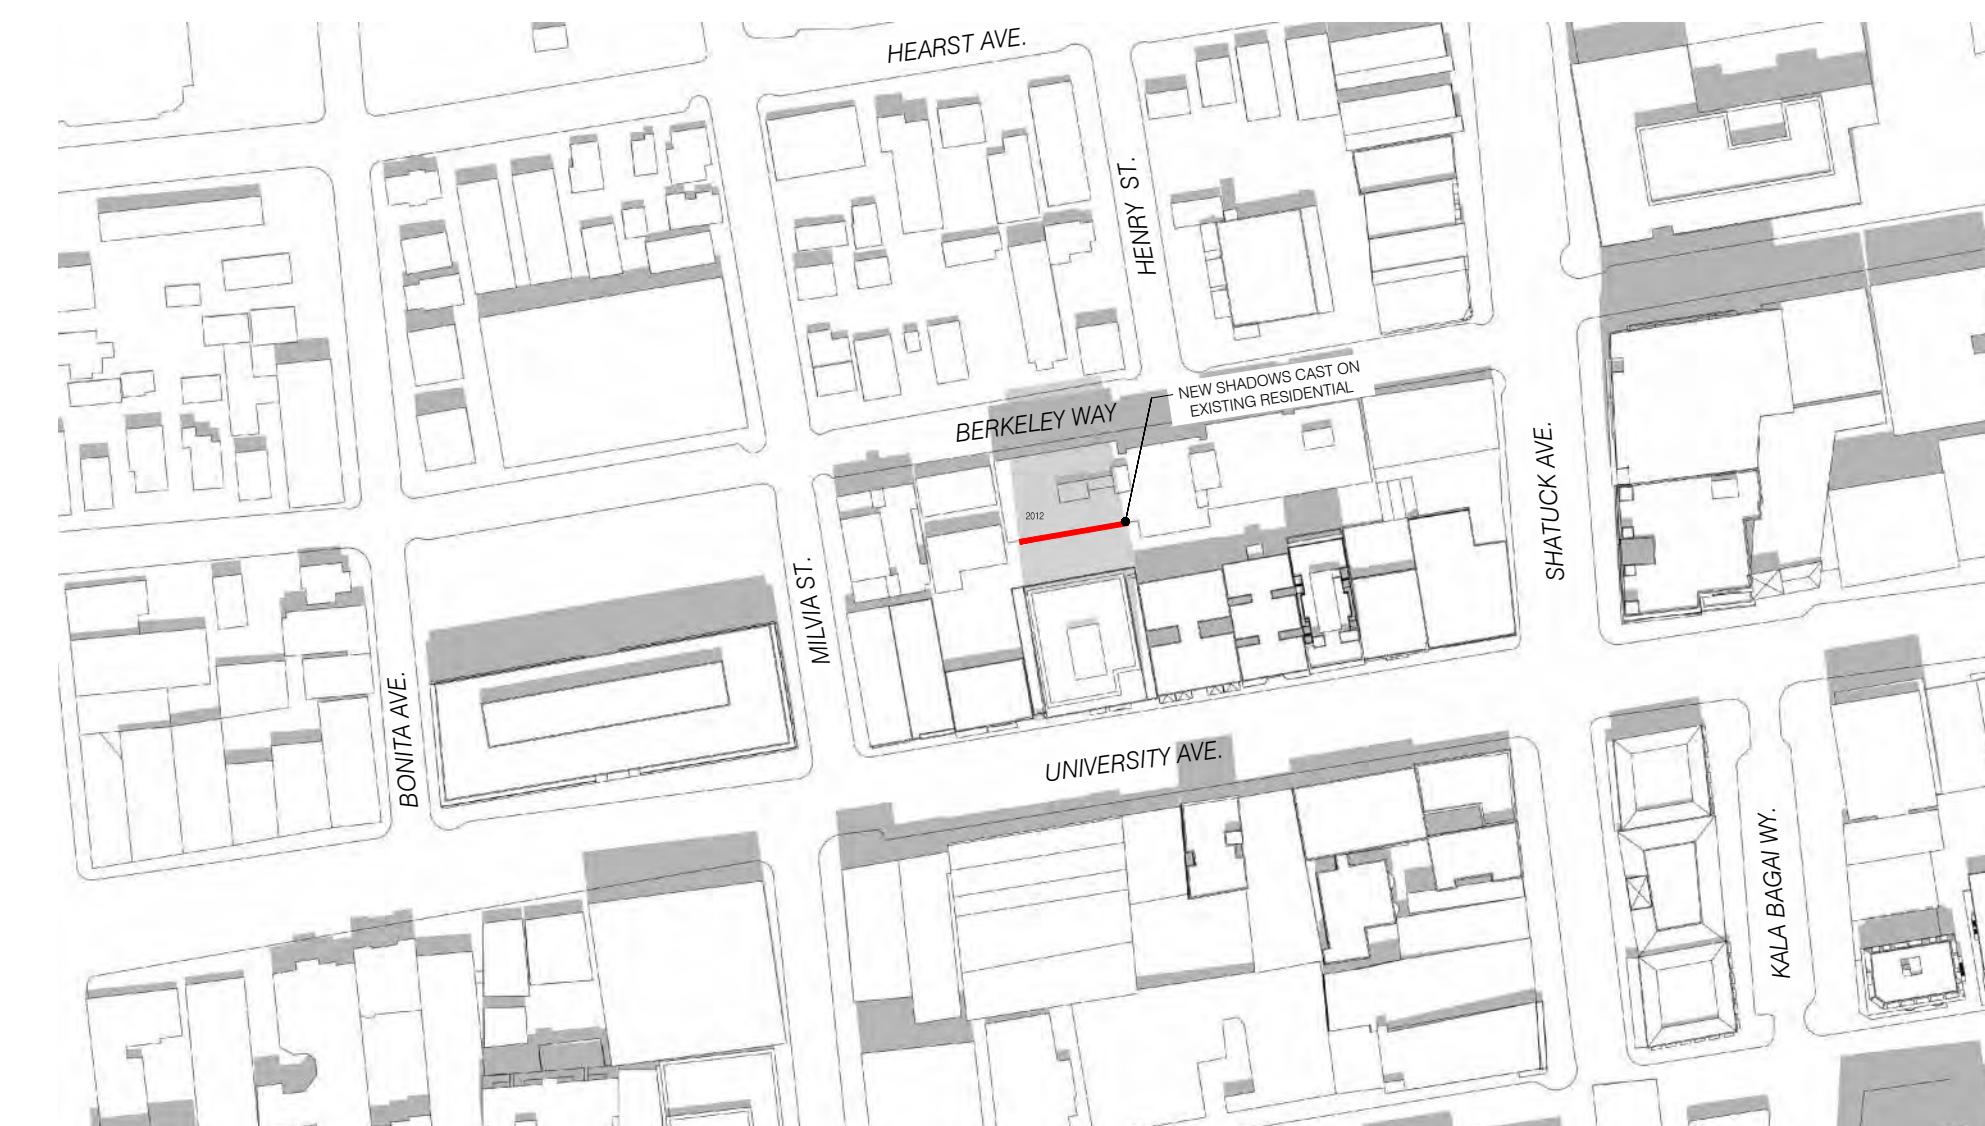 HEARST AVE.
HENRY ST.
NEW SHADOWS CAST ON
EXISTING RESIDENTIAL
BERKELEY WAY
SHATUCK AVE.
2012
MILVIA ST.
BONITA AVE.
UNIVERSITY AVE.
KALA BAGAI WY.